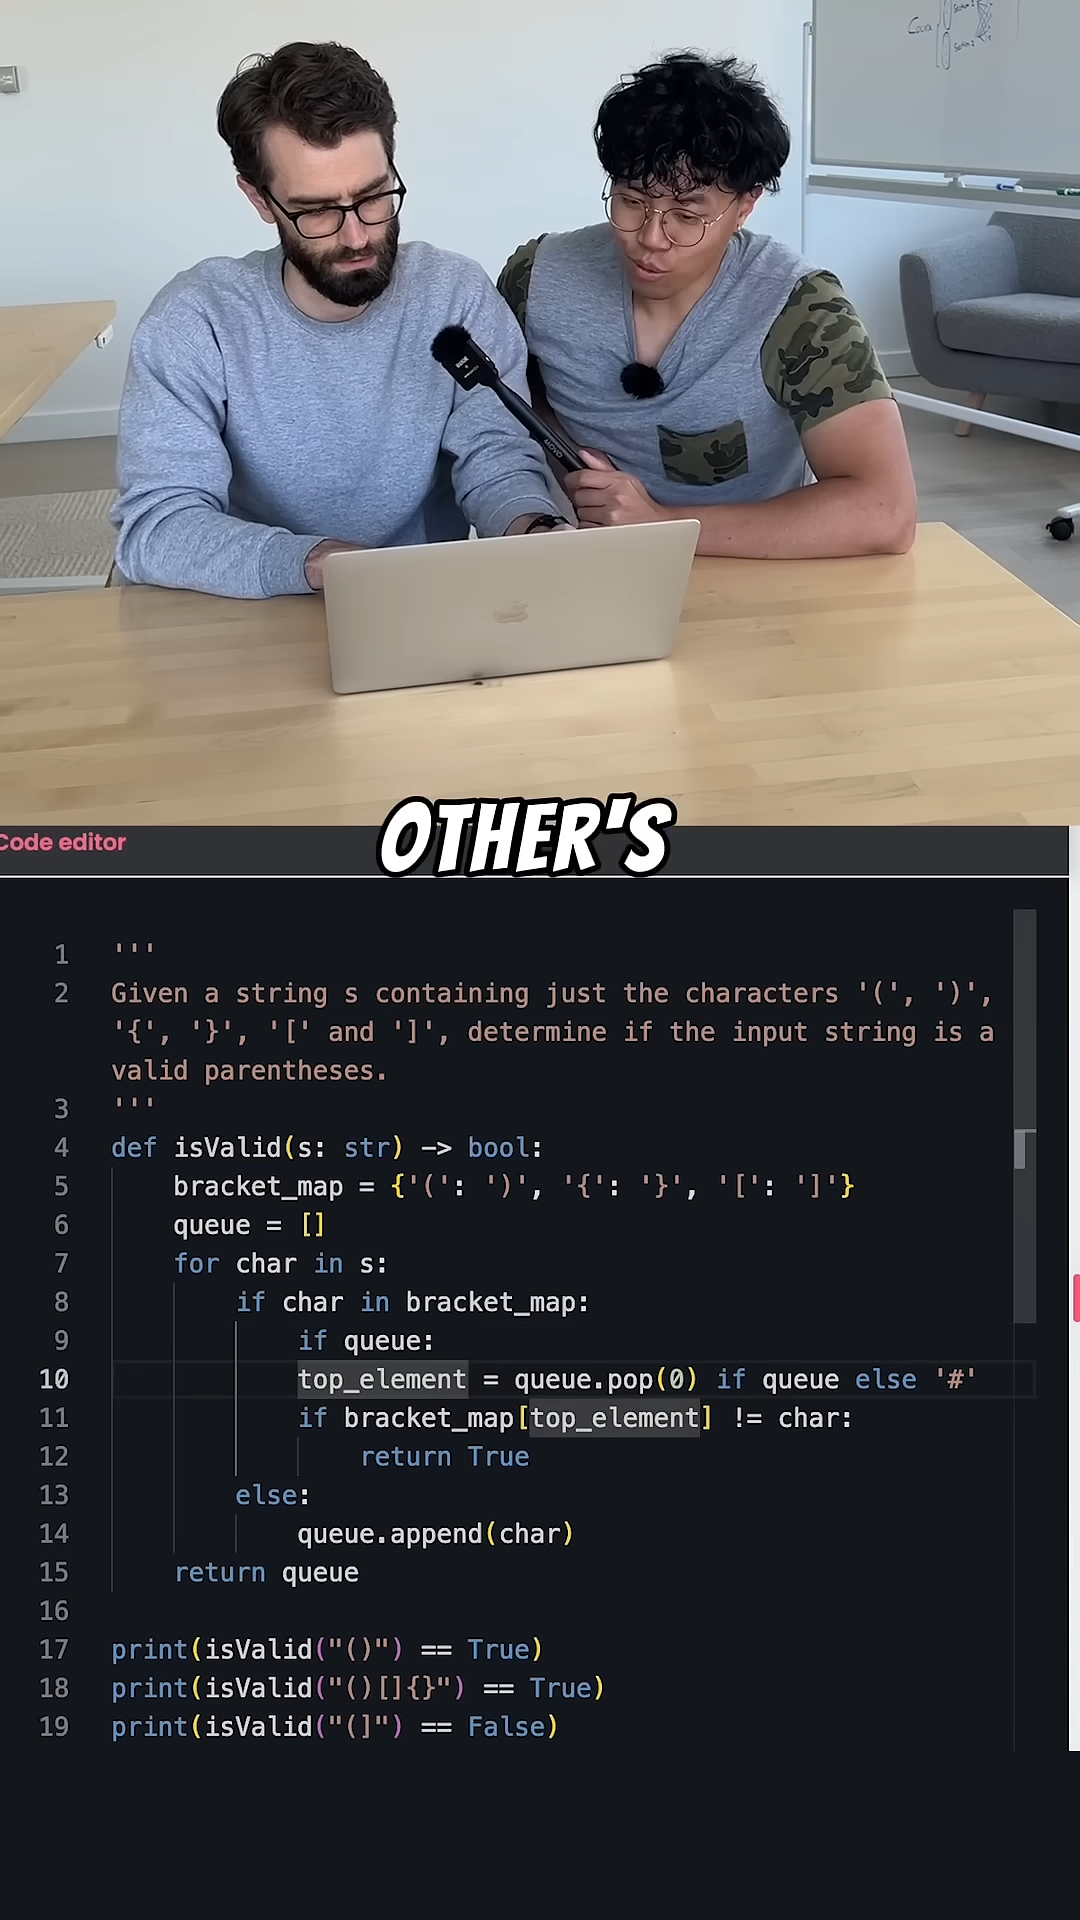 Section 2
OTHER'S
Code editor
1 '''
2 Given a string s containing just the characters '(', ')',
'{', '}', '[' and ']', determine if the input string is a
valid parentheses.
3 '''
4 def isValid(s: str) -> bool:
5 bracket_map = {'(': ')', '{': '}', '[': ']'}
6 queue = []
7 for char in s:
8 if char in bracket_map:
9 if queue:
10 top_element = queue.pop(0) if queue else '#'
11 if bracket_map[top_element] != char:
12 return True
13 else:
14 queue.append(char)
15 return queue
16
17 print(isValid("()") == True)
18 print(isValid("()[]{}") == True)
19 print(isValid("(]") == False)